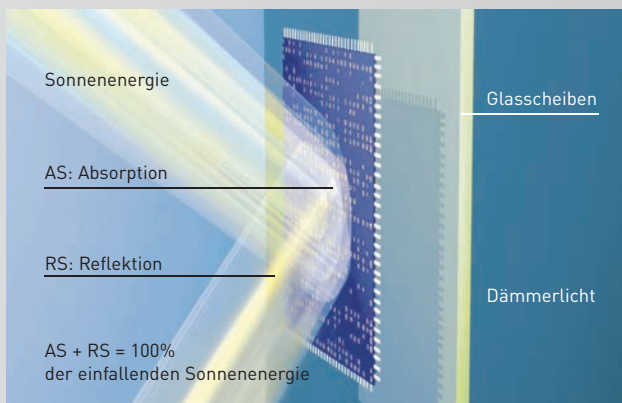 Sonnenenergie
Glasscheiben
AS: Absorption
RS: Reflektion
Dämmerlicht
AS + RS = 100%
der einfallenden Sonnenenergie